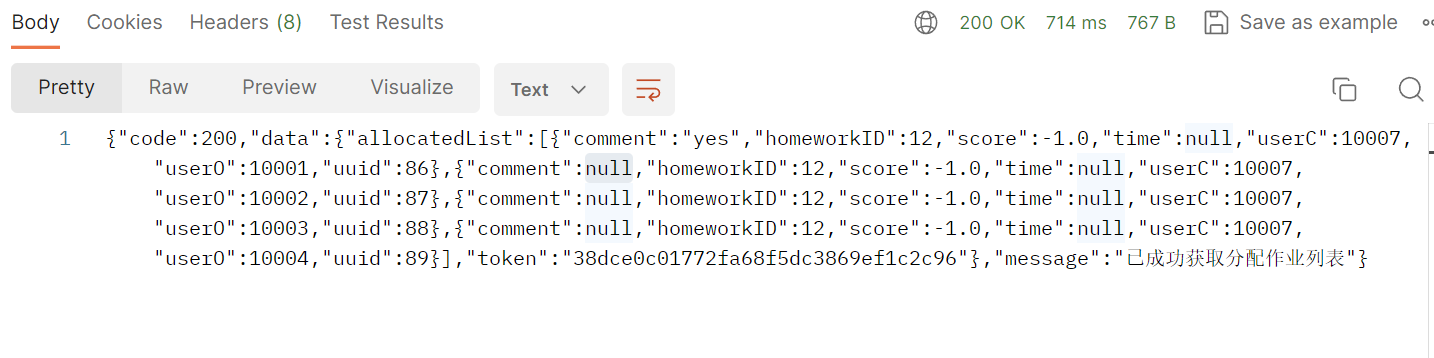 Body Cookies Headers (8) Test Results 200 OK 714 ms 767 B Save as example
Pretty Raw Preview Visualize Text
1 {"code":200,"data":{"allocatedList":[{"comment":"yes","homeworkID":12,"score":-1.0,"time":null,"userC":10007,
"userO":10001,"uuid":86},{"comment":null,"homeworkID":12,"score":-1.0,"time":null,"userC":10007,
"userO":10002,"uuid":87},{"comment":null,"homeworkID":12,"score":-1.0,"time":null,"userC":10007,
"userO":10003,"uuid":88},{"comment":null,"homeworkID":12,"score":-1.0,"time":null,"userC":10007,
"userO":10004,"uuid":89}],"token":"38dce0c01772fa68f5dc3869ef1c2c96"},"message":"已成功获取分配作业列表"}